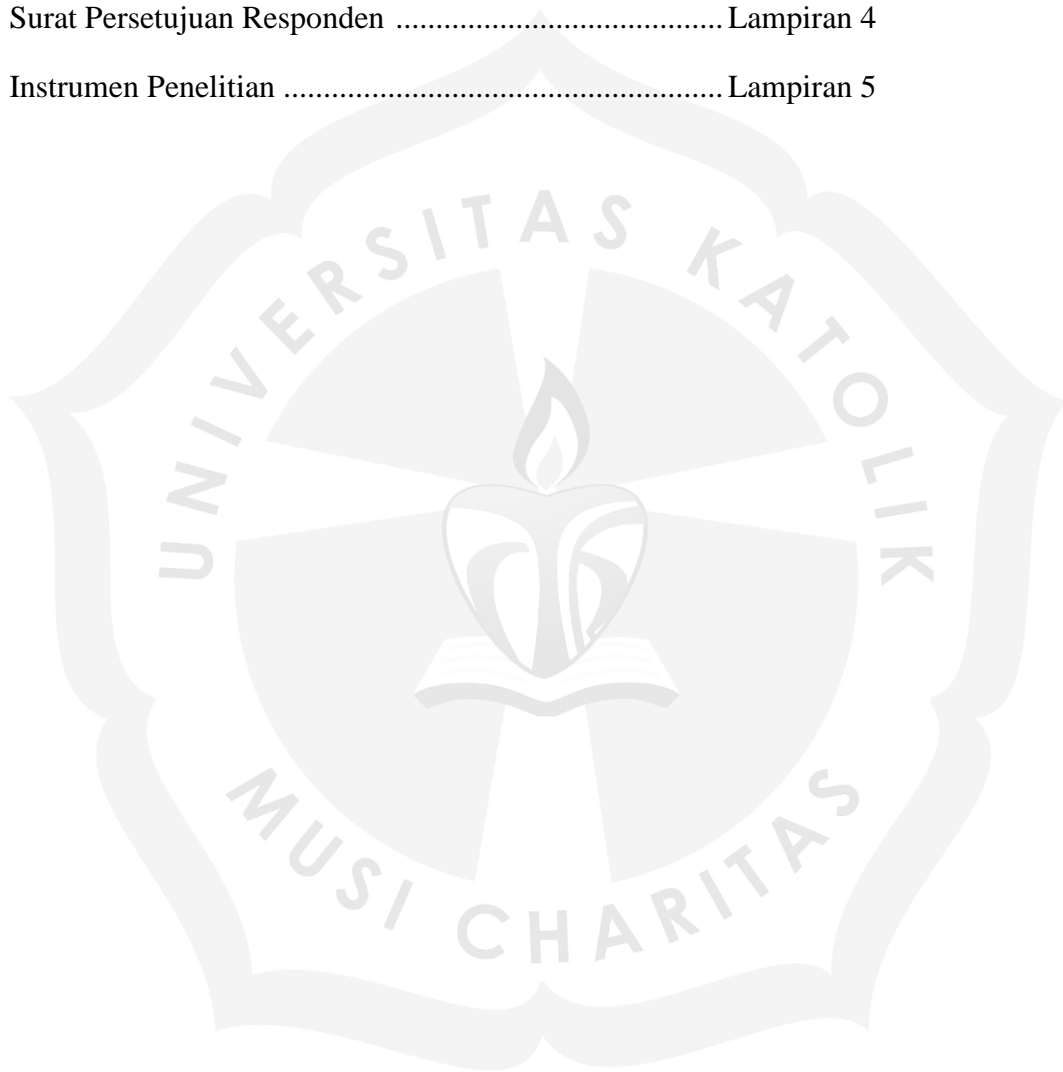 Surat Persetujuan Responden ......................................... Lampiran 4
Instrumen Penelitian ....................................................... Lampiran 5
UNIVERSITAS KATOLIK
MUSI CHARITAS